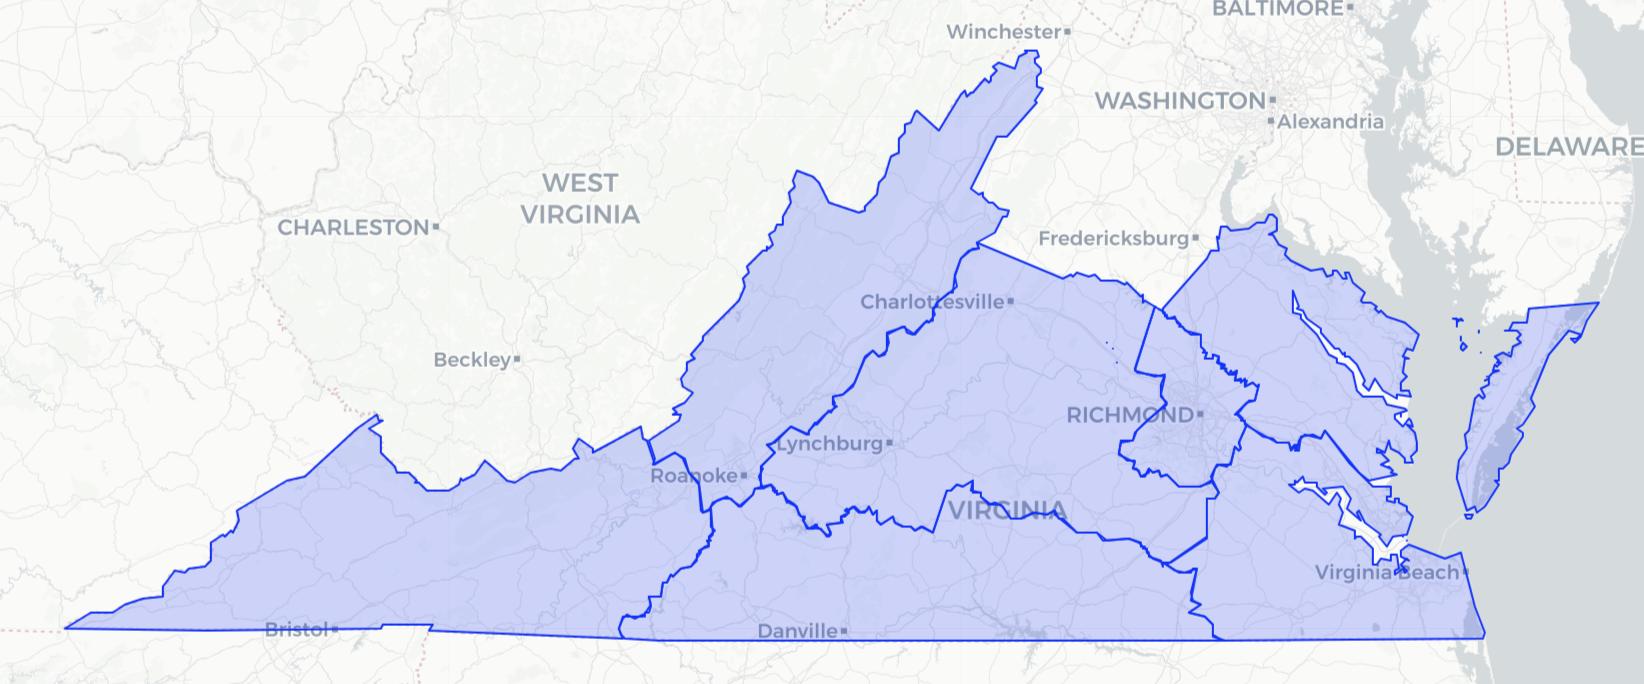 BALTIMORE
Winchester
WASHINGTON
Alexandria
DELAWARE
WEST
VIRGINIA
CHARLESTON
Fredericksburg
Charlottesville
Beckley
RICHMOND
Lynchburg
Roanoke
VIRGINIA
Virginia Beach
Bristol
Danville